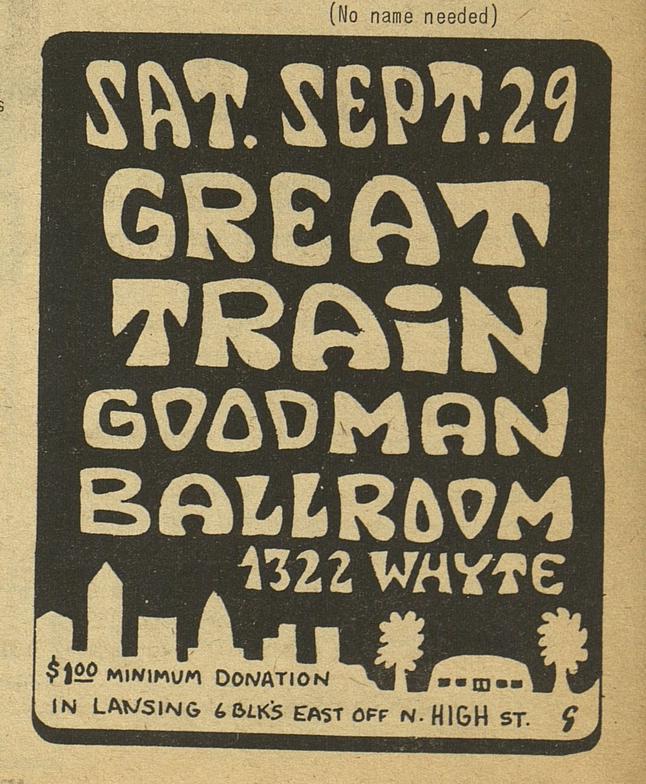 (No name needed)
s
SAT. SEPT. 29
GREAT
TRAiN
GOODMAN
BALLROOM
1322 WHYTE
$1.00 MINIMUM DONATION
IN LANSING 6 BLK'S EAST OFF N. HIGH ST.